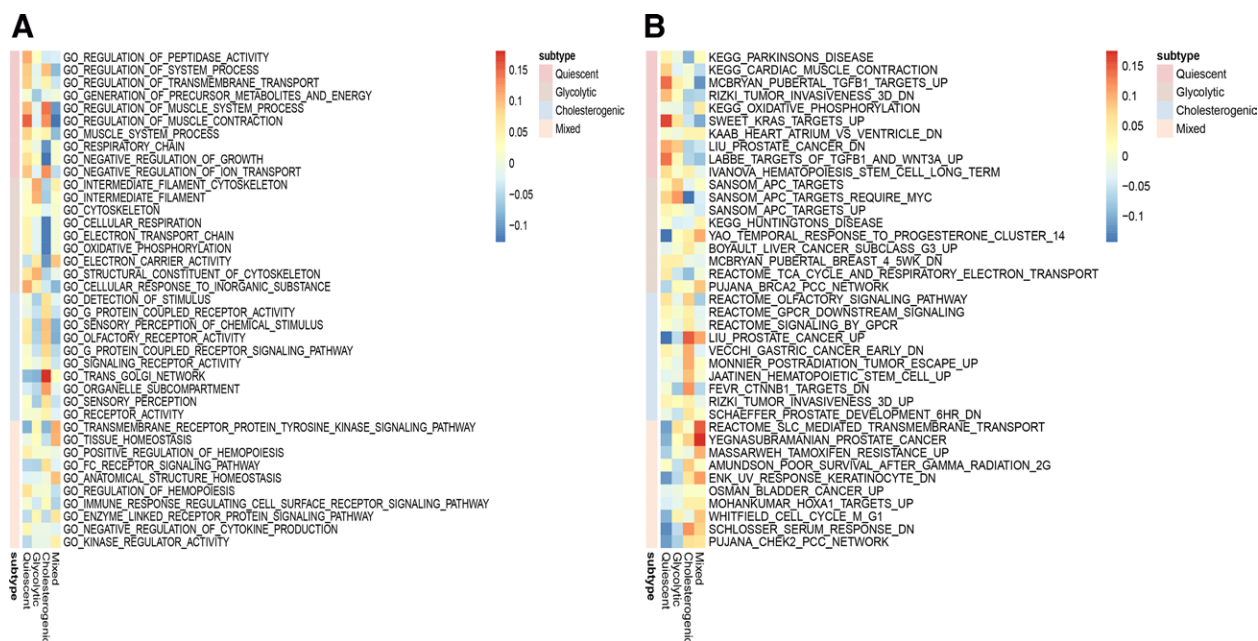 A
GO_REGULATION_OF_PEPTIDASE_ACTIVITY
GO_REGULATION_OF_SYSTEM_PROCESS
GO_REGULATION_OF_TRANSMEMBRANE_TRANSPORT
GO_GENERATION_OF_PRECURSOR_METABOLITES_AND_ENERGY
GO_REGULATION_OF_MUSCLE_SYSTEM_PROCESS
GO_REGULATION_OF_MUSCLE_CONTRACTION
GO_MUSCLE_SYSTEM_PROCESS
GO_RESPIRATORY_CHAIN
GO_NEGATIVE_REGULATION_OF_GROWTH
GO_NEGATIVE_REGULATION_OF_ION_TRANSPORT
GO_INTERMEDIATE_FILAMENT_CYTOSKELETON
GO_INTERMEDIATE_FILAMENT
GO_CYTOSKELETON
GO_CELLULAR_RESPIRATION
GO_ELECTRON_TRANSPORT_CHAIN
GO_OXIDATIVE_PHOSPHORYLATION
GO_ELECTRON_CARRIER_ACTIVITY
GO_STRUCTURAL_CONSTITUENT_OF_CYTOSKELETON
GO_CELLULAR_RESPONSE_TO_INORGANIC_SUBSTANCE
GO_DETECTION_OF_STIMULUS
GO_G_PROTEIN_COUPLED_RECEPTOR_ACTIVITY
GO_SENSORY_PERCEPTION_OF_CHEMICAL_STIMULUS
GO_OLFACTORY_RECEPTOR_ACTIVITY
GO_G_PROTEIN_COUPLED_RECEPTOR_SIGNALING_PATHWAY
GO_SIGNALING_RECEPTOR_ACTIVITY
GO_TRANS_GOLGI_NETWORK
GO_ORGANELLE_SUBCOMPARTMENT
GO_SENSORY_PERCEPTION
GO_RECEPTOR_ACTIVITY
GO_TRANSMEMBRANE_RECEPTOR_PROTEIN_TYROSINE_KINASE_SIGNALING_PATHWAY
GO_TISSUE_HOMEOSTASIS
GO_POSITIVE_REGULATION_OF_HEMOPOIESIS
GO_FC_RECEPTOR_SIGNALING_PATHWAY
GO_ANATOMICAL_STRUCTURE_HOMEOSTASIS
GO_REGULATION_OF_HEMOPOIESIS
GO_IMMUNE_RESPONSE_REGULATING_CELL_SURFACE_RECEPTOR_SIGNALING_PATHWAY
GO_ENZYME_LINKED_RECEPTOR_PROTEIN_SIGNALING_PATHWAY
GO_NEGATIVE_REGULATION_OF_CYTOKINE_PRODUCTION
GO_KINASE_REGULATOR_ACTIVITY
subtype
Quiescent
Glycolytic
Cholesterogenic
Mixed
0.15
0.1
0.05
0
−0.05
−0.1
subtype
Quiescent
Glycolytic
Cholesterogenic
Mixed
B
KEGG_PARKINSONS_DISEASE
KEGG_CARDIAC_MUSCLE_CONTRACTION
MCBRYAN_PUBERTAL_TGFB1_TARGETS_UP
RIZKI_TUMOR_INVASIVENESS_3D_DN
KEGG_OXIDATIVE_PHOSPHORYLATION
SWEET_KRAS_TARGETS_UP
KAAB_HEART_ATRIUM_VS_VENTRICLE_DN
LIU_PROSTATE_CANCER_DN
LABBE_TARGETS_OF_TGFB1_AND_WNT3A_UP
IVANOVA_HEMATOPOIESIS_STEM_CELL_LONG_TERM
SANSOM_APC_TARGETS
SANSOM_APC_TARGETS_REQUIRE_MYC
SANSOM_APC_TARGETS_UP
KEGG_HUNTINGTONS_DISEASE
YAO_TEMPORAL_RESPONSE_TO_PROGESTERONE_CLUSTER_14
BOYAULT_LIVER_CANCER_SUBCLASS_G3_UP
MCBRYAN_PUBERTAL_BREAST_4_5WK_DN
REACTOME_TCA_CYCLE_AND_RESPIRATORY_ELECTRON_TRANSPORT
PUJANA_BRCA2_PCC_NETWORK
REACTOME_OLFACTORY_SIGNALING_PATHWAY
REACTOME_GPCR_DOWNSTREAM_SIGNALING
REACTOME_SIGNALING_BY_GPCR
LIU_PROSTATE_CANCER_UP
VECCHI_GASTRIC_CANCER_EARLY_DN
MONNIER_POSTRADIATION_TUMOR_ESCAPE_UP
JAATINEN_HEMATOPOIETIC_STEM_CELL_UP
FEVR_CTNNB1_TARGETS_DN
RIZKI_TUMOR_INVASIVENESS_3D_UP
SCHAEFFER_PROSTATE_DEVELOPMENT_6HR_DN
REACTOME_SLC_MEDIATED_TRANSMEMBRANE_TRANSPORT
YEGNASUBRAMANIAN_PROSTATE_CANCER
MASSARWEH_TAMOXIFEN_RESISTANCE_UP
AMUNDSON_POOR_SURVIVAL_AFTER_GAMMA_RADIATION_2G
ENK_UV_RESPONSE_KERATINOCYTE_DN
OSMAN_BLADDER_CANCER_UP
MOHANKUMAR_HOXA1_TARGETS_UP
WHITFIELD_CELL_CYCLE_M_G1
SCHLOSSER_SERUM_RESPONSE_DN
PUJANA_CHEK2_PCC_NETWORK
subtype
Quiescent
Glycolytic
Cholesterogenic
Mixed
0.15
0.1
0.05
0
−0.05
−0.1
subtype
Quiescent
Glycolytic
Cholesterogenic
Mixed